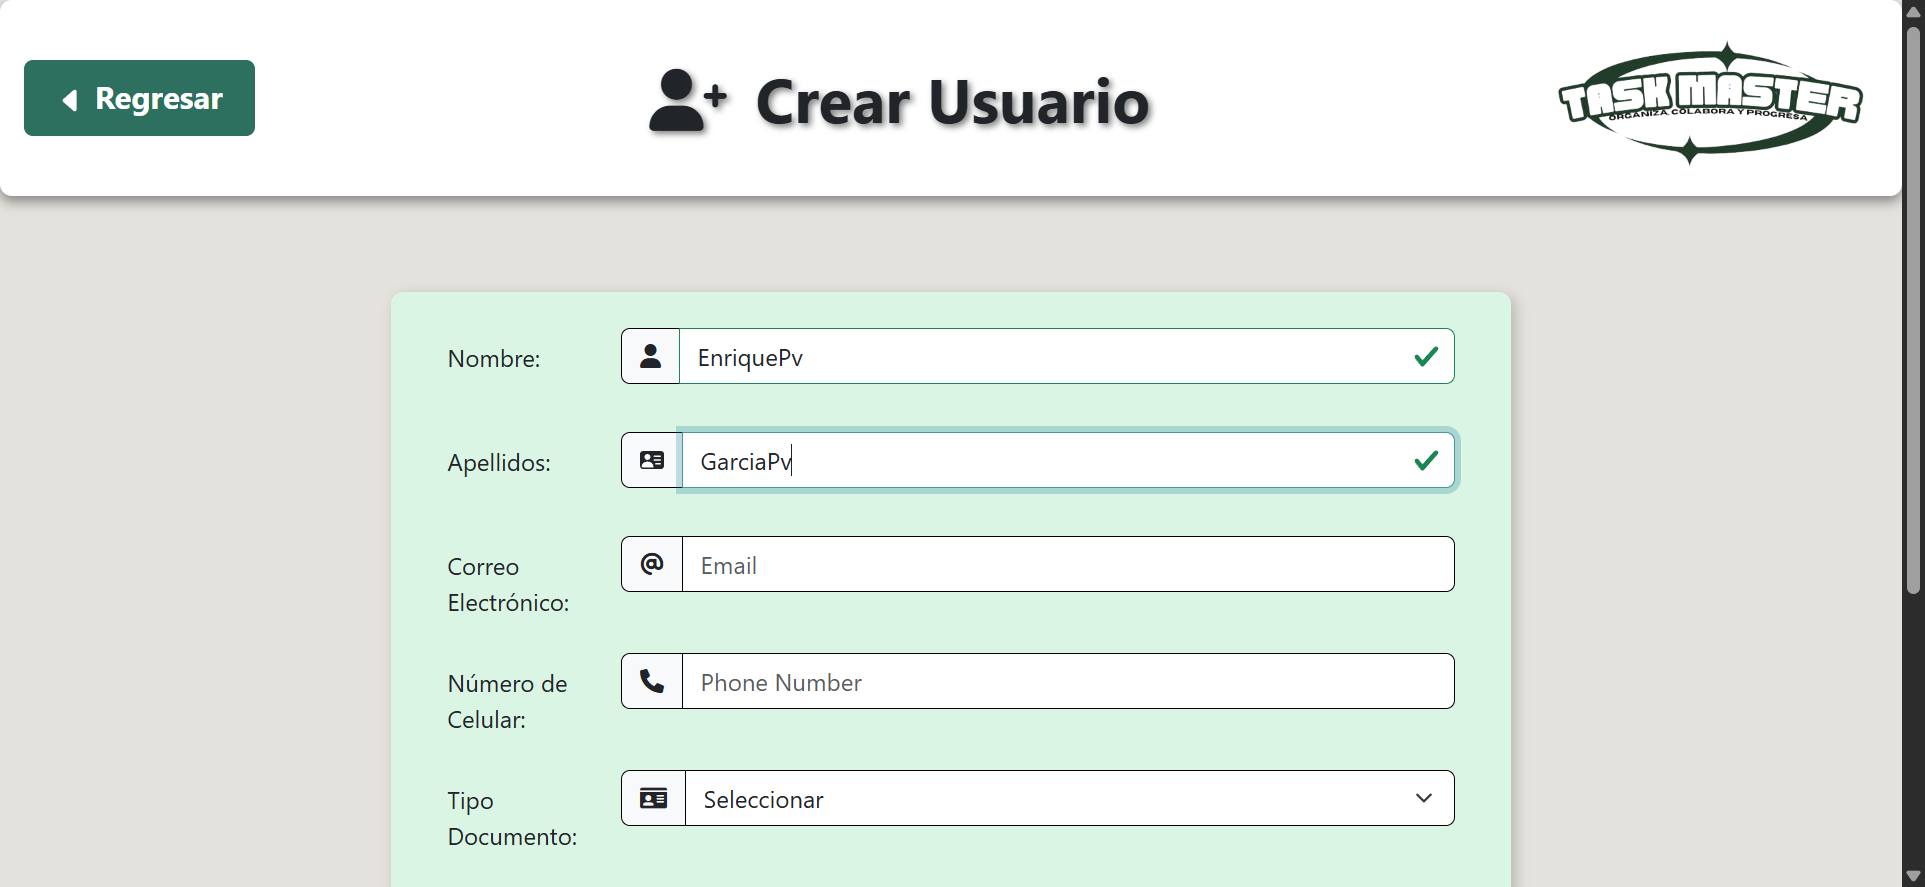 Regresar
Crear Usuario
TASK MASTER
ORGANIZA, COLABORA Y PROGRESA
Nombre:
EnriquePv
Apellidos:
GarciaPv
Correo
Electrónico:
Email
Número de
Celular:
Phone Number
Tipo
Documento:
Seleccionar